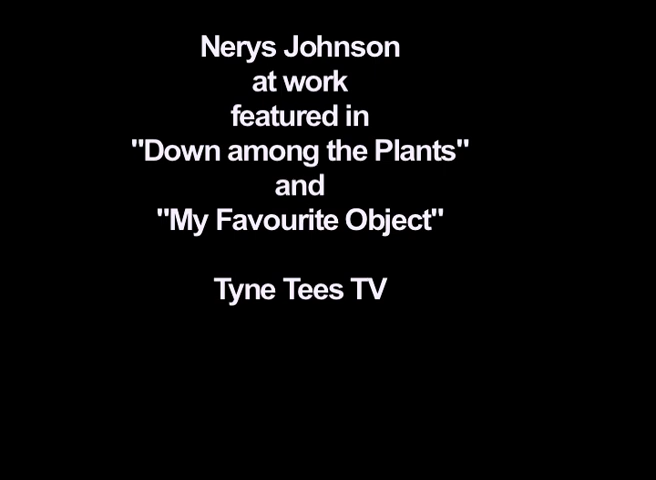 Nerys Johnson
at work
featured in
"Down among the Plants"
and
"My Favourite Object"
Tyne Tees TV